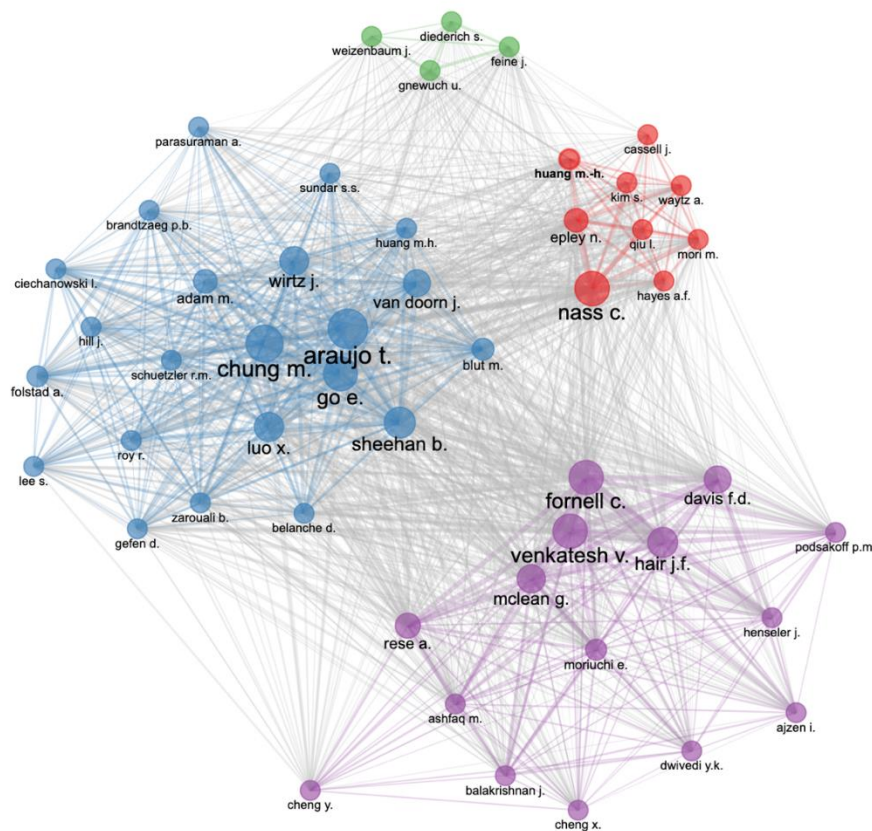 diederich s.
weizenbaum j.
feine j.
gnewuch u.
parasuraman a.
cassell j.
huang m.-h.
sundar s.s.
kim s.
waytz a.
brandtzaeg p.b.
huang m.h.
epley n.
qiu l.
mori m.
ciechanowski l.
adam m.
wirtz j.
van doorn j.
hayes a.f.
nass c.
hill j.
araujo t.
schuetzler r.m.
chung m.
blut m.
folstad a.
go e.
luo x.
sheehan b.
roy r.
lee s.
zarouali b.
belanche d.
gefen d.
fornell c.
davis f.d.
venkatesh v.
hair j.f.
podsakoff p.m
mclean g.
rese a.
henseler j.
moriuchi e.
ashfaq m.
ajzen i.
dwivedi y.k.
balakrishnan j.
cheng y.
cheng x.